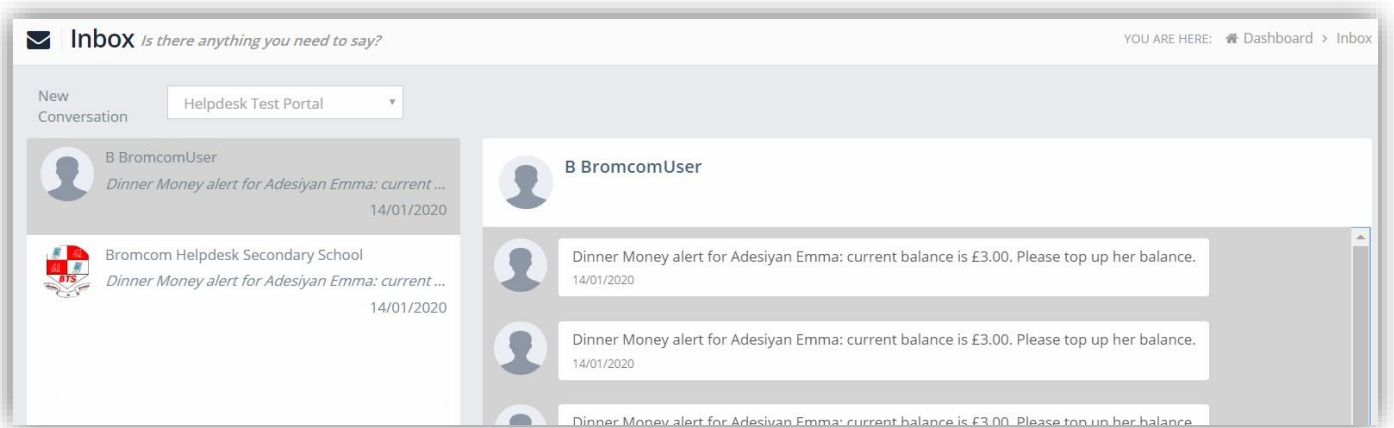 Inbox Is there anything you need to say?
YOU ARE HERE: Dashboard > Inbox
New
Conversation
Helpdesk Test Portal
B BromcomUser
Dinner Money alert for Adesiyan Emma: current ...
14/01/2020
BTS
Bromcom Helpdesk Secondary School
Dinner Money alert for Adesiyan Emma: current ...
14/01/2020
B BromcomUser
Dinner Money alert for Adesiyan Emma: current balance is £3.00. Please top up her balance.
14/01/2020
Dinner Money alert for Adesiyan Emma: current balance is £3.00. Please top up her balance.
14/01/2020
Dinner Money alert for Adesiyan Emma: current balance is £3.00. Please top up her balance.